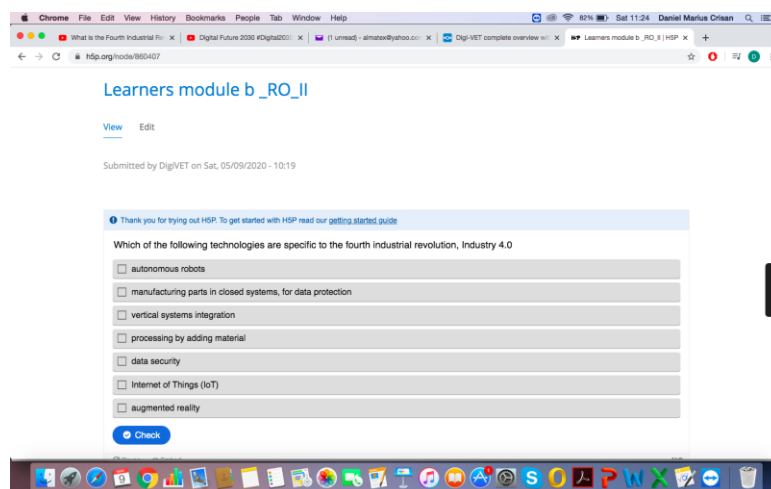 Chrome File Edit View History Bookmarks People Tab Window Help 82% Sat 11:24 Daniel Marius Crisan
What is the Fourth Industrial Re Digital Future 2030 #Digital203 (1 unread) - almatex@yahoo.co Digi-VET complete overview wi Learners module b _RO_II | H5P
h5p.org/node/860407
Learners module b _RO_II
View Edit
Submitted by DigiVET on Sat, 05/09/2020 - 10:19
Thank you for trying out H5P. To get started with H5P read our getting started guide
Which of the following technologies are specific to the fourth industrial revolution, Industry 4.0
autonomous robots
manufacturing parts in closed systems, for data protection
vertical systems integration
processing by adding material
data security
Internet of Things (IoT)
augmented reality
Check